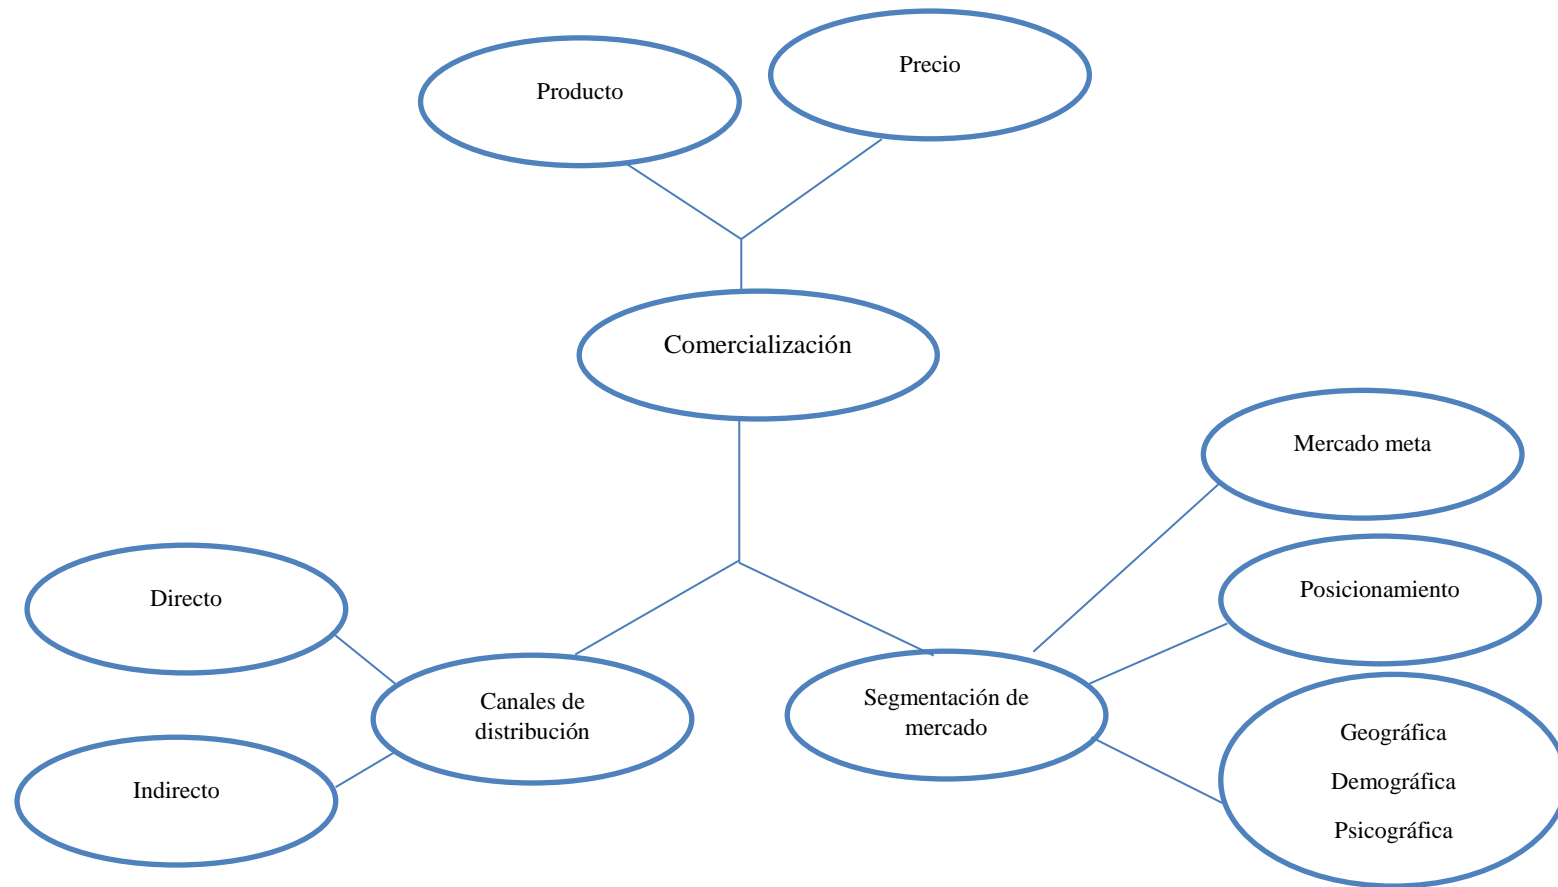 Producto
Precio
Comercialización
Mercado meta
Posicionamiento
Directo
Canales de
distribución
Segmentación de
mercado
Geográfica
Demográfica
Psicográfica
Indirecto